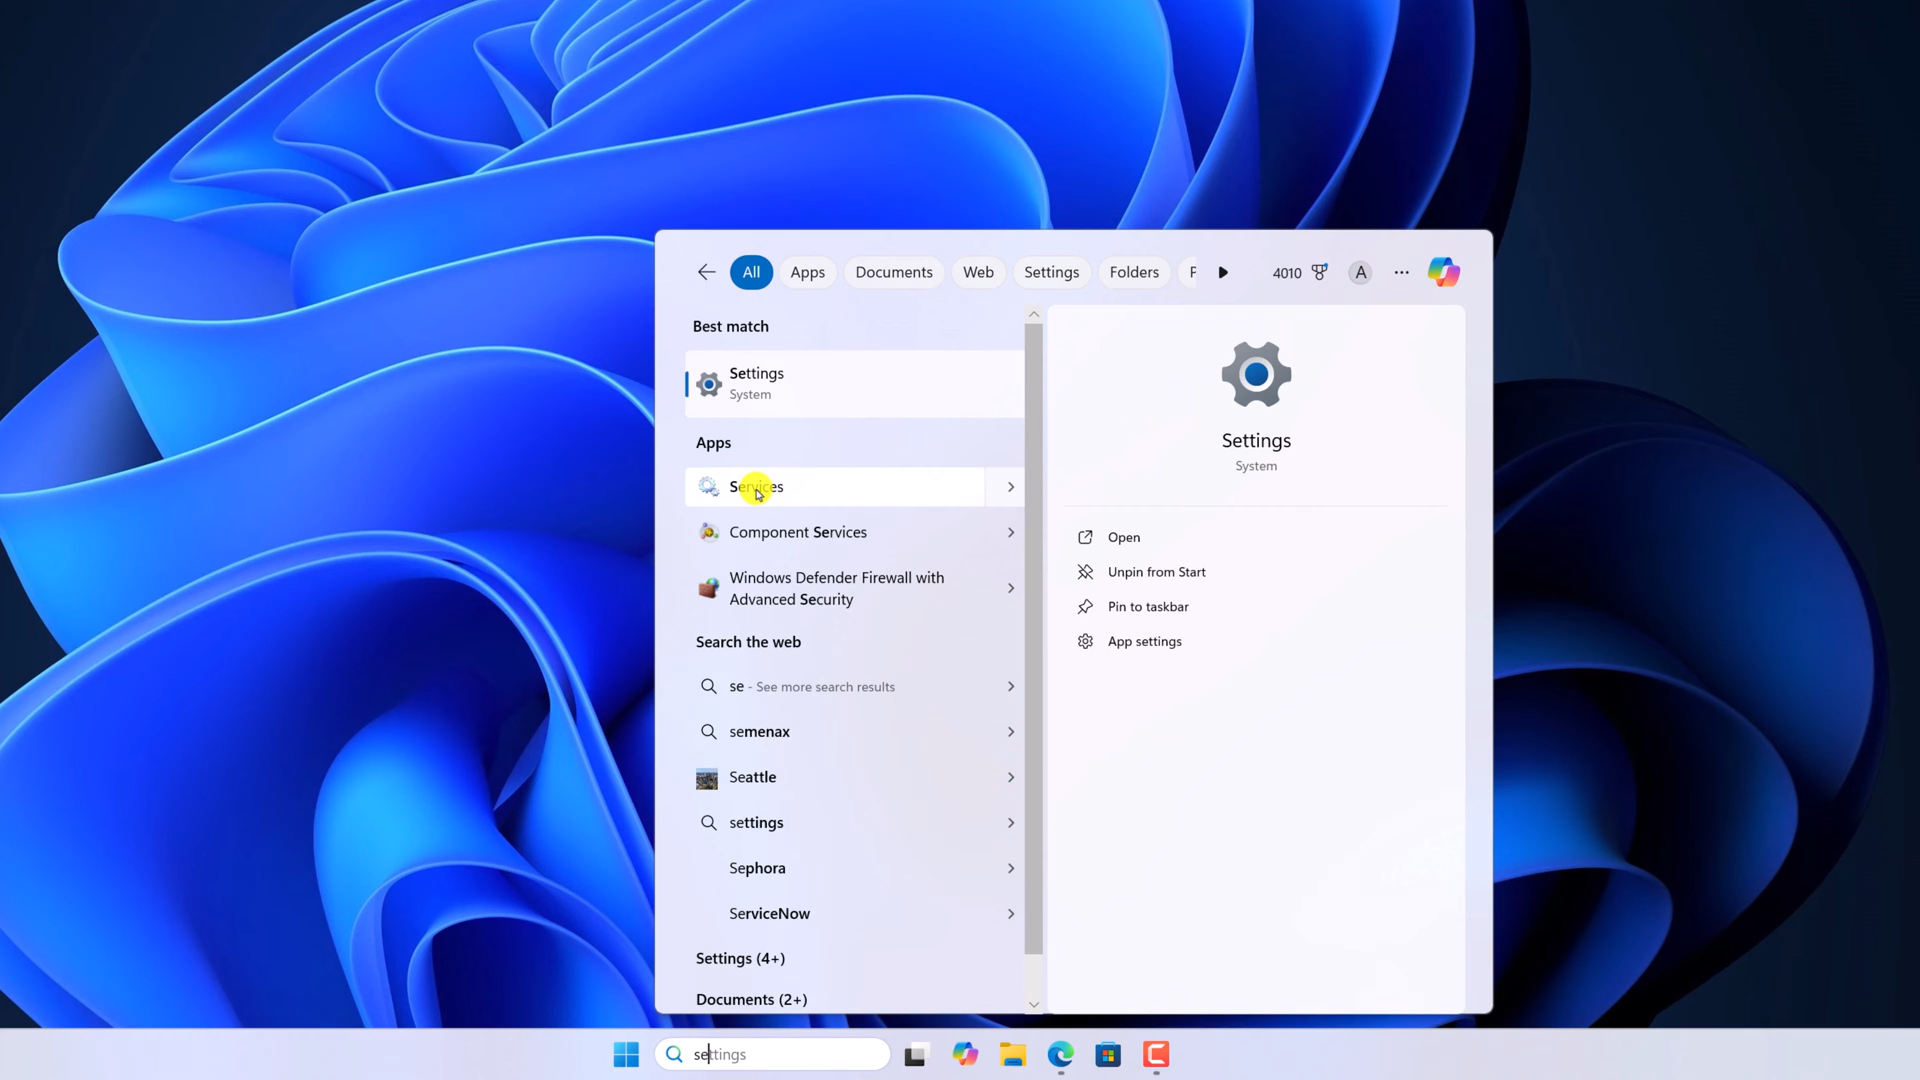 All
Apps
Documents
Web
Settings
Folders
4010
A
Best match
Settings
System
Apps
Services
Component Services
Windows Defender Firewall with
Advanced Security
Search the web
se - See more search results
semenax
Seattle
settings
Sephora
ServiceNow
Settings (4+)
Documents (2+)
Settings
System
Open
Unpin from Start
Pin to taskbar
App settings
settings